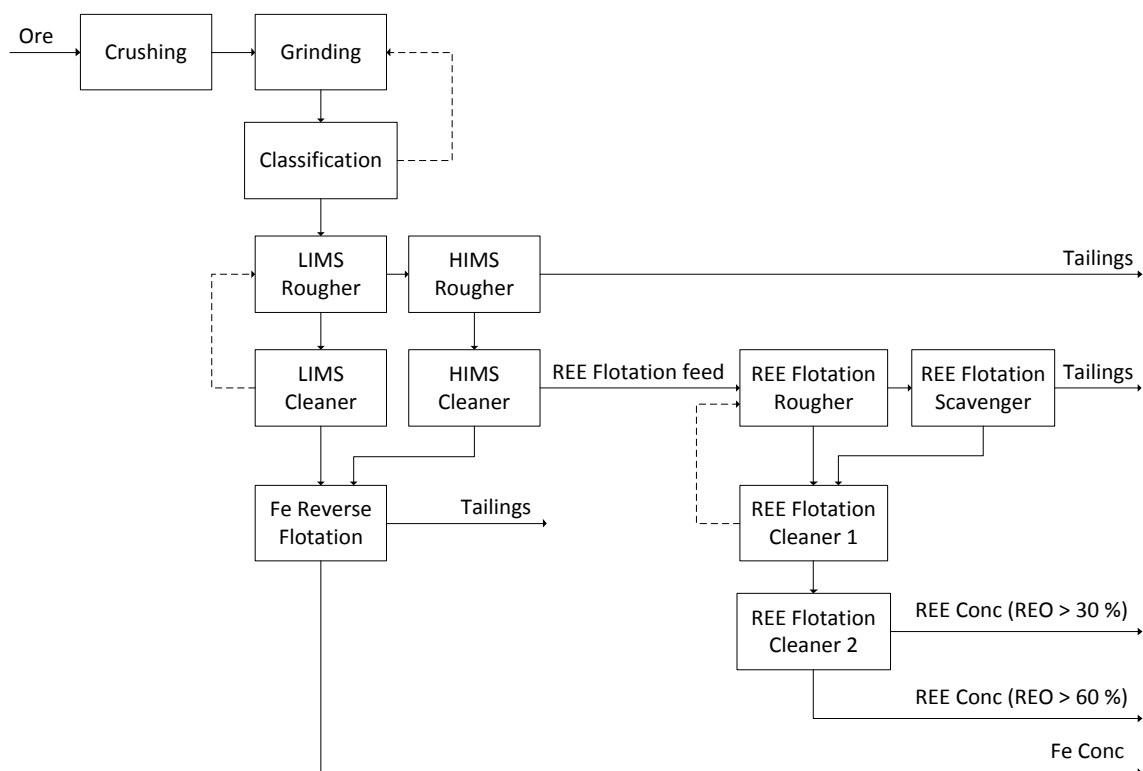 Ore
Crushing
Grinding
Classification
LIMS
Rougher
HIMS
Rougher
Tailings
LIMS
Cleaner
HIMS
Cleaner
REE Flotation feed
REE Flotation
Rougher
REE Flotation
Scavenger
Tailings
Fe Reverse
Flotation
Tailings
REE Flotation
Cleaner 1
REE Flotation
Cleaner 2
REE Conc (REO > 30 %)
REE Conc (REO > 60 %)
Fe Conc